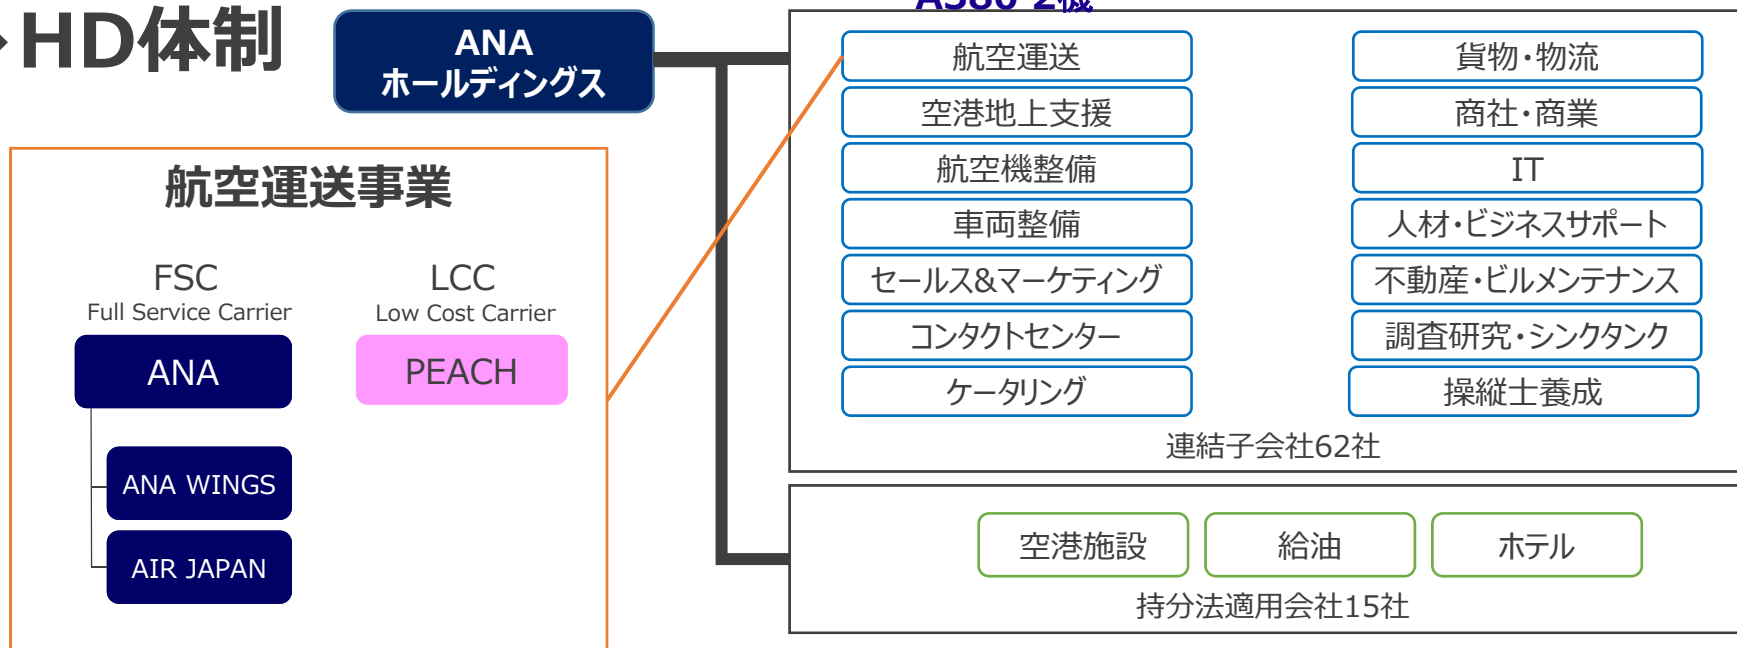 HD体制
ANA
ホールディングス
A380 2機
航空運送
空港地上支援
航空機整備
車両整備
セールス&マーケティング
コンタクトセンター
ケータリング
貨物・物流
商社・商業
IT
人材・ビジネスサポート
不動産・ビルメンテナンス
調査研究・シンクタンク
操縦士養成
連結子会社62社
空港施設
給油
ホテル
持分法適用会社15社
航空運送事業
FSC
Full Service Carrier
ANA
ANA WINGS
AIR JAPAN
LCC
Low Cost Carrier
PEACH